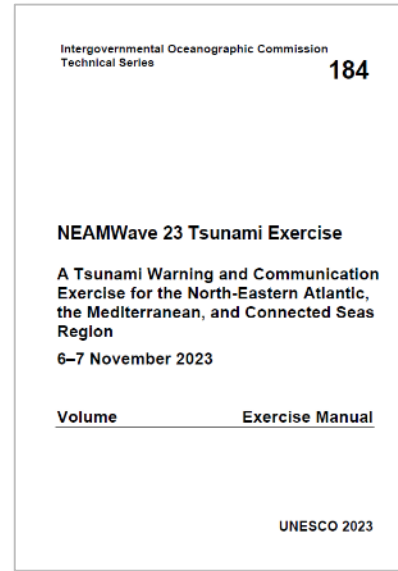 Intergovernmental Oceanographic Commission
Technical Series
184
NEAMWave 23 Tsunami Exercise
A Tsunami Warning and Communication
Exercise for the North-Eastern Atlantic,
the Mediterranean, and Connected Seas
Region
6–7 November 2023
Volume Exercise Manual
UNESCO 2023